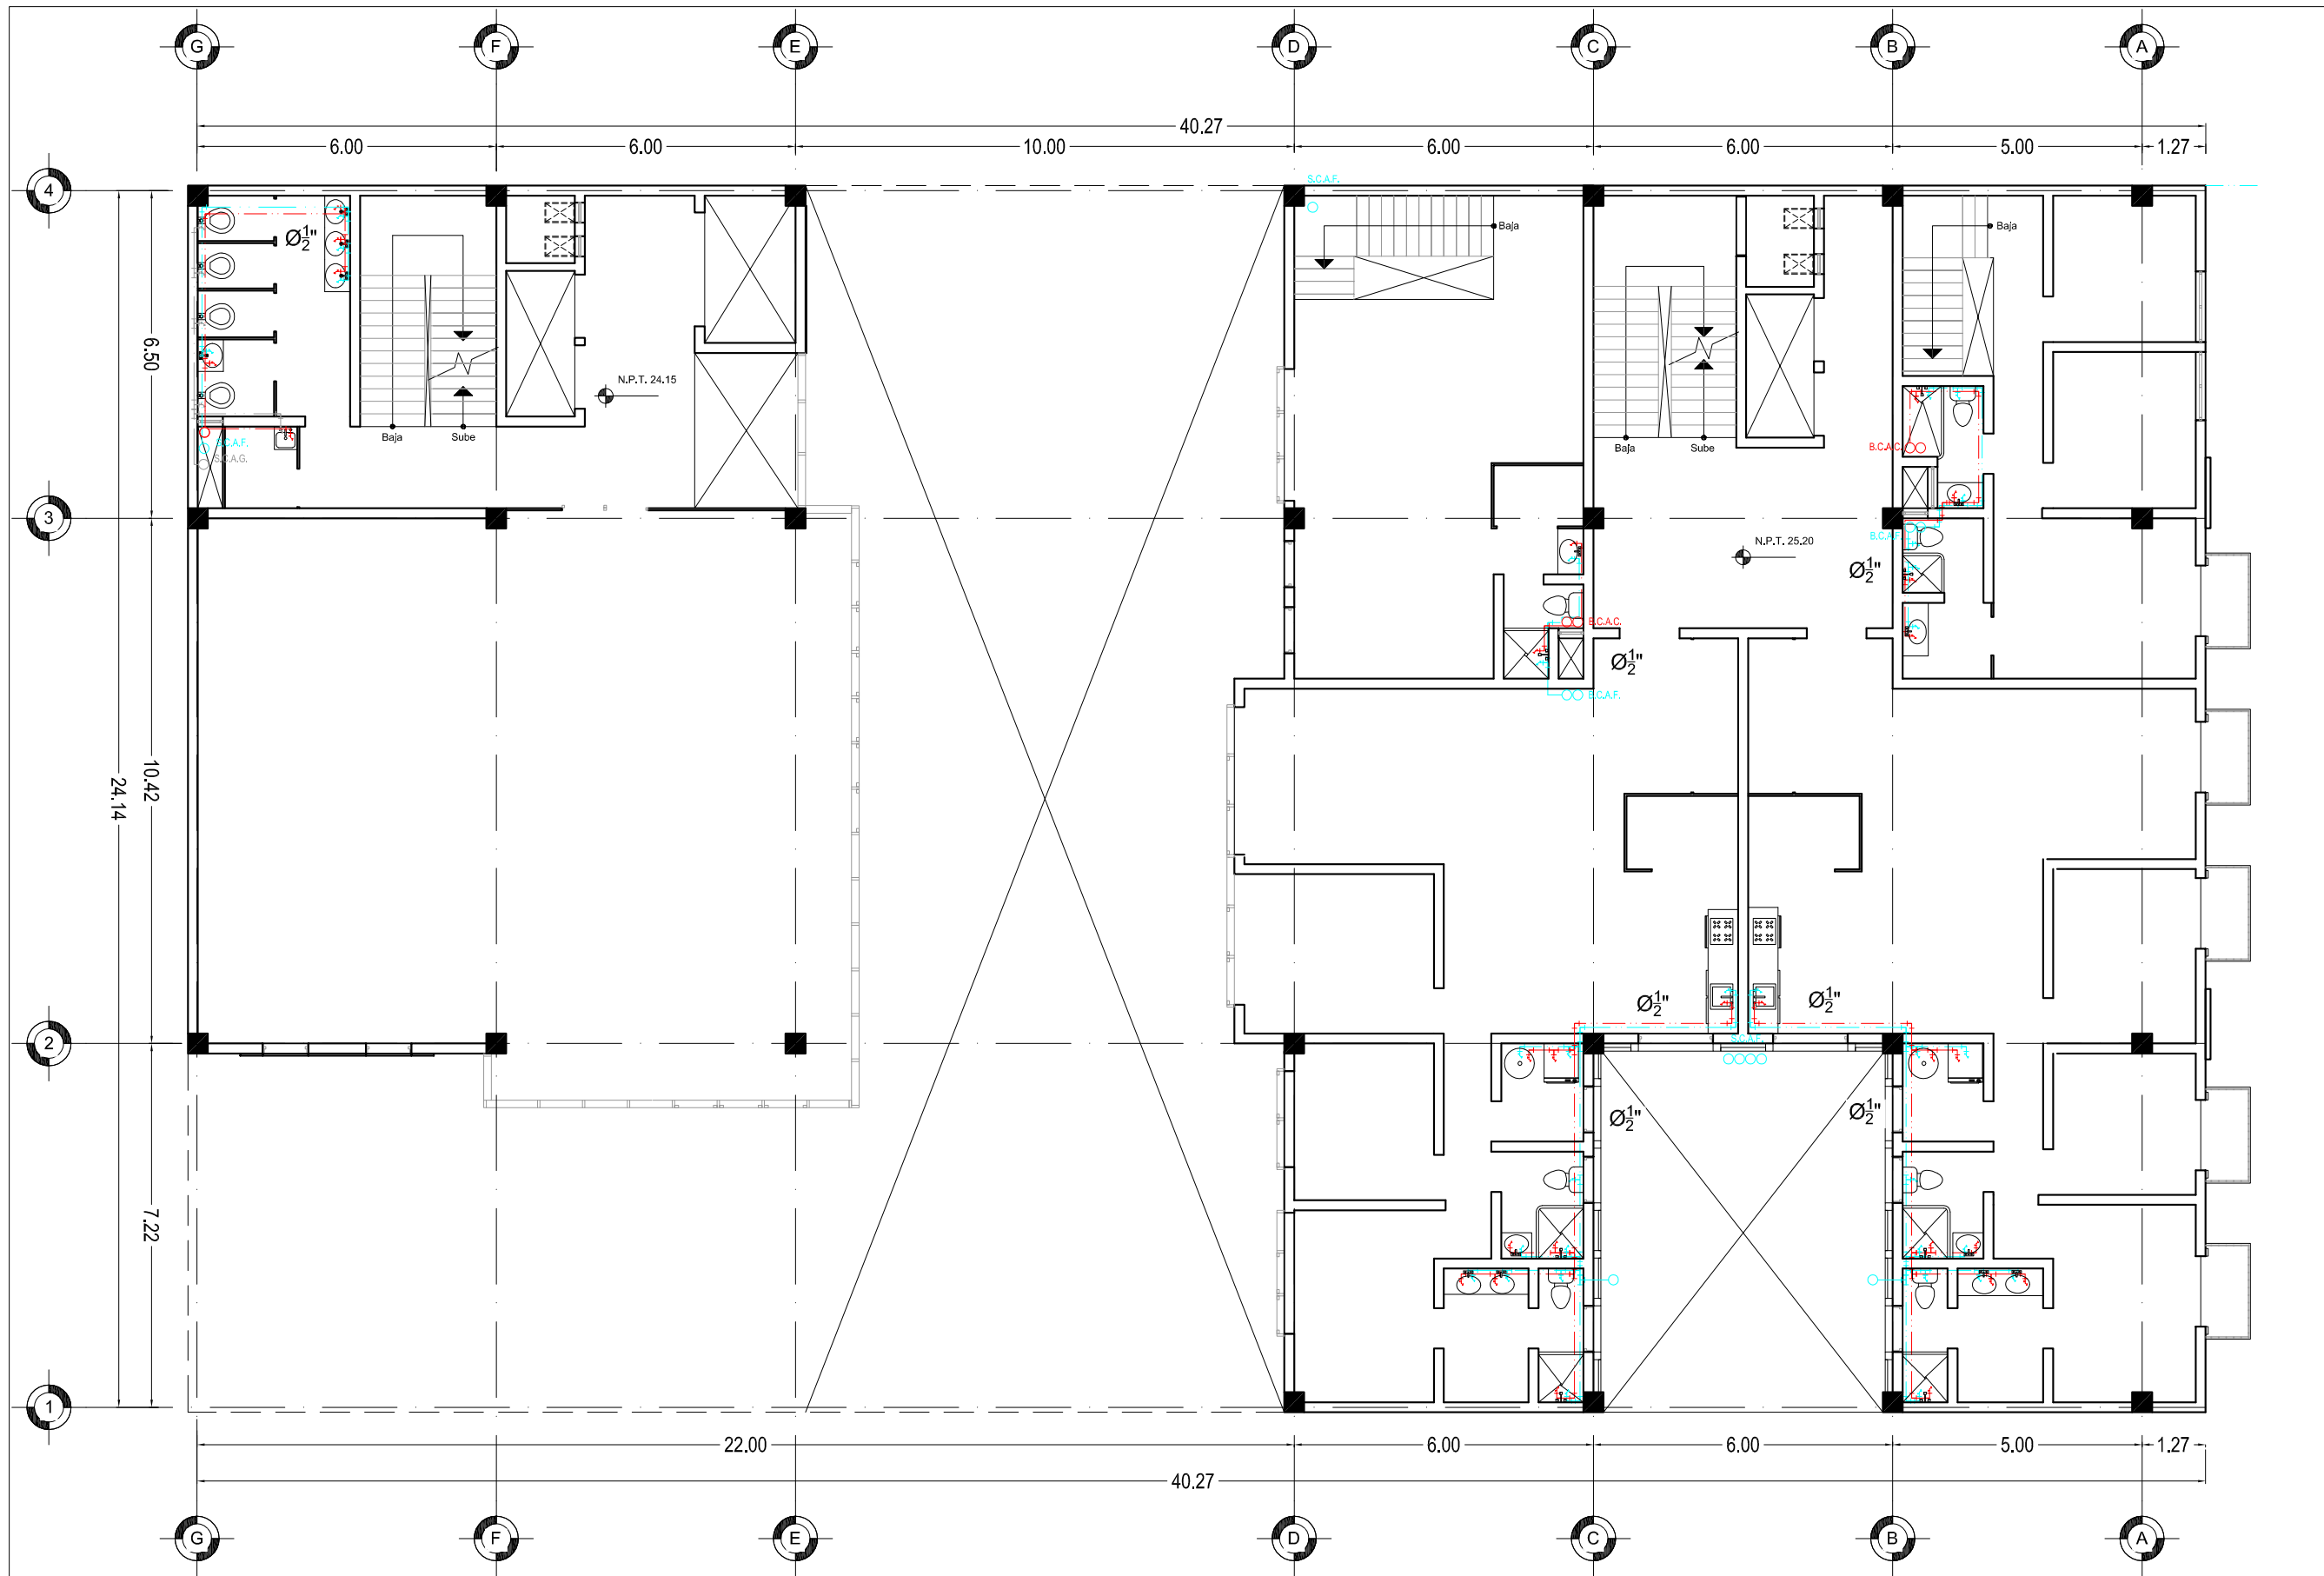 G F E D C B A
40.27
6.00 6.00 10.00 6.00 6.00 5.00 1.27
4
S.C.A.F.
Ø1/2"
Baja
Baja
6.50
N.P.T. 24.15
Baja Sube
Baja Sube
S.C.A.F.
S.C.A.G.
B.C.A.C.
3
B.C.A.F.
N.P.T. 25.20
Ø1/2"
B.C.A.C.
Ø1/2"
B.C.A.F.
10.42
24.14
Ø1/2" Ø1/2"
2
S.C.A.F.
Ø1/2" Ø1/2"
7.22
1
22.00 6.00 6.00 5.00 1.27
40.27
G F E D C B A